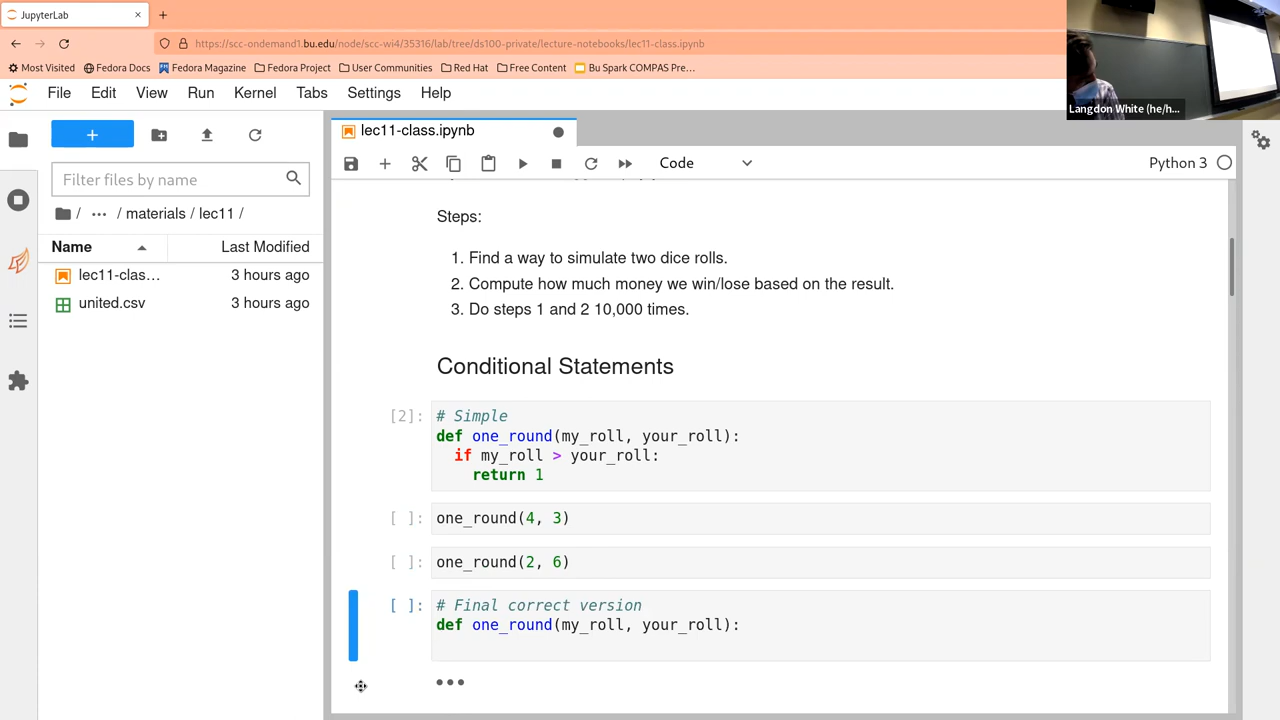 JupyterLab
https://scc-ondemand1.bu.edu/node/scc-wi4/35316/lab/tree/ds100-private/lecture-notebooks/lec11-class.ipynb
Most Visited Fedora Docs Fedora Magazine Fedora Project User Communities Red Hat Free Content Bu Spark COMPAS Pre…
Langdon White (he/h…
File Edit View Run Kernel Tabs Settings Help
lec11-class.ipynb
Code
Python 3
Filter files by name
/ ··· / materials / lec11 /
Name Last Modified
lec11-clas… 3 hours ago
united.csv 3 hours ago
Steps:
1. Find a way to simulate two dice rolls.
2. Compute how much money we win/lose based on the result.
3. Do steps 1 and 2 10,000 times.
Conditional Statements
[2]: # Simple
def one_round(my_roll, your_roll):
if my_roll > your_roll:
return 1
[ ]: one_round(4, 3)
[ ]: one_round(2, 6)
[ ]: # Final correct version
def one_round(my_roll, your_roll):